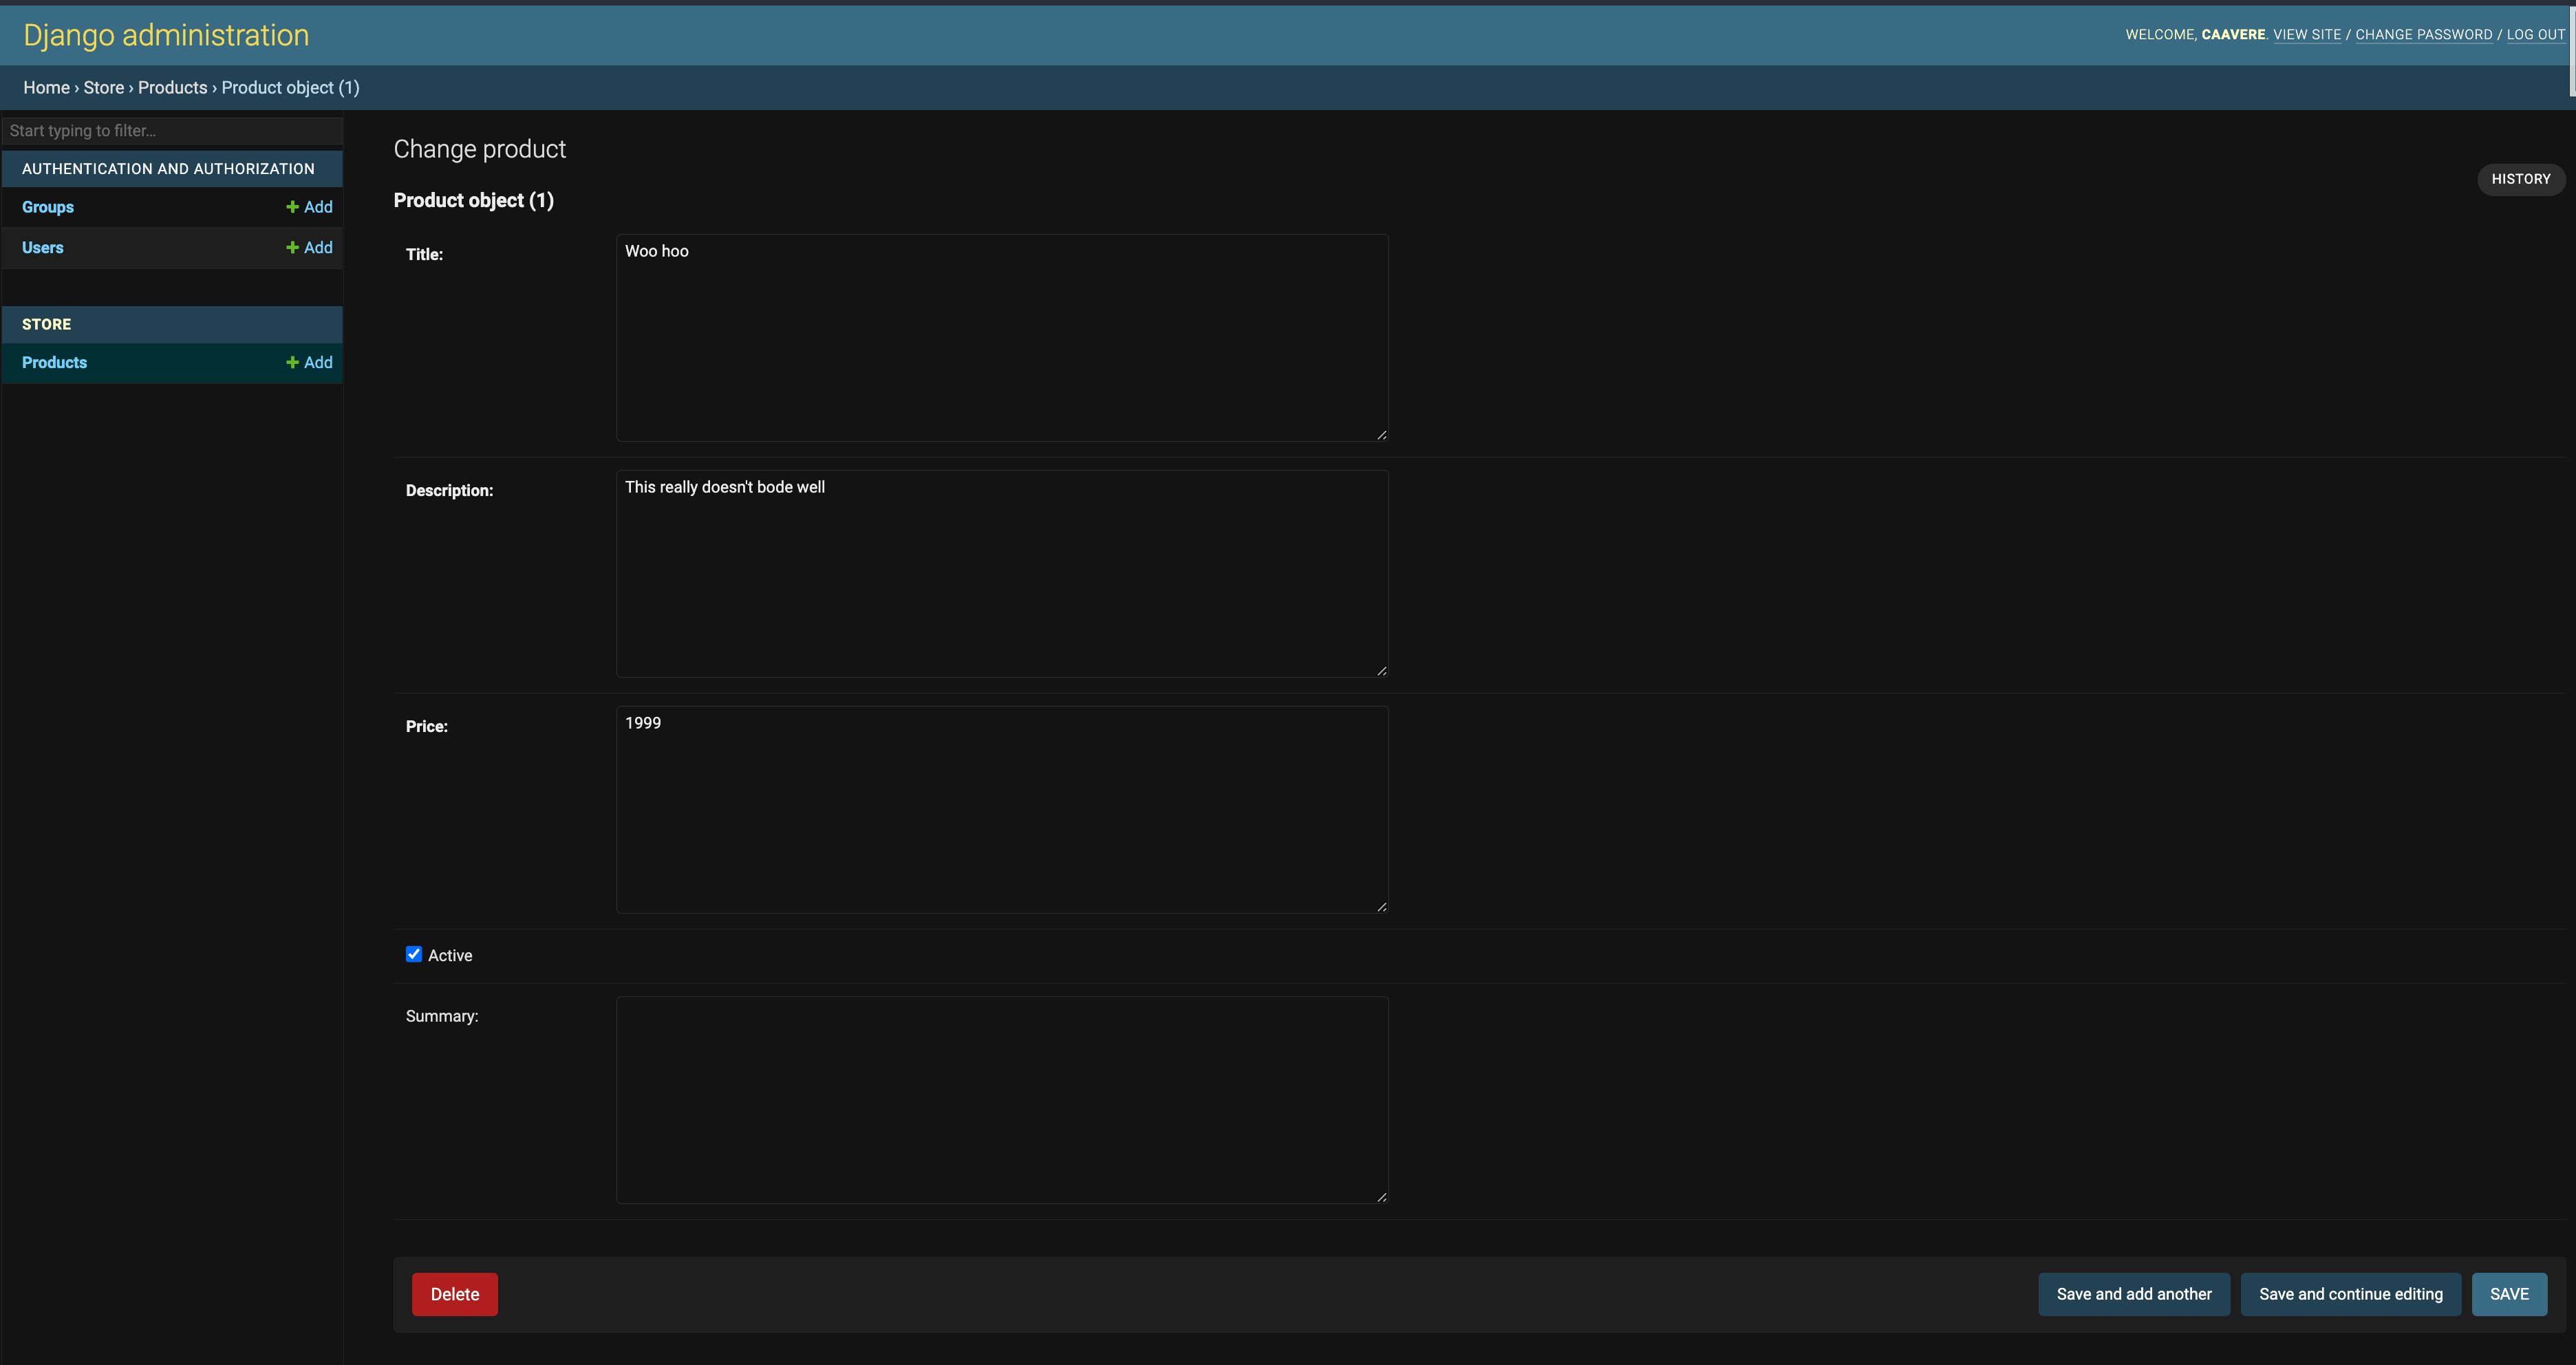 Django administration
WELCOME, CAAVERE. VIEW SITE / CHANGE PASSWORD / LOG OUT
Home › Store › Products › Product object (1)
Start typing to filter...
AUTHENTICATION AND AUTHORIZATION
Groups + Add
Users + Add
STORE
Products + Add
Change product
HISTORY
Product object (1)
Title: Woo hoo
Description: This really doesn't bode well
Price: 1999
Active
Summary:
Delete Save and add another Save and continue editing SAVE